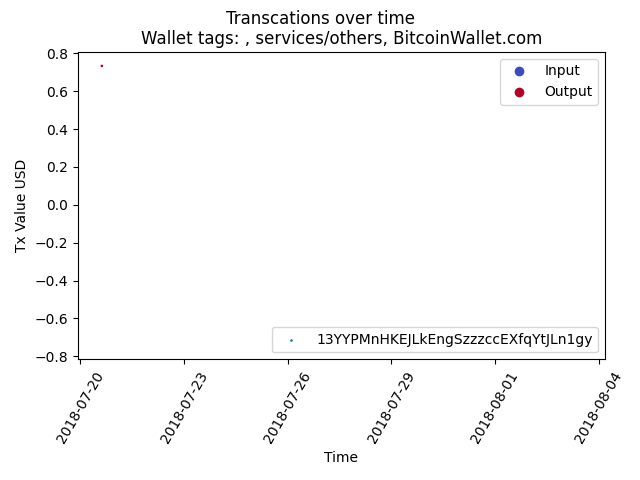 Transcations over time
Wallet tags: , services/others, BitcoinWallet.com
0.8
0.6
0.4
0.2
0.0
−0.2
−0.4
−0.6
−0.8
Tx Value USD
Input
Output
13YYPMnHKEJLkEngSzzzccEXfqYtJLn1gy
2018-07-20
2018-07-23
2018-07-26
2018-07-29
2018-08-01
2018-08-04
Time